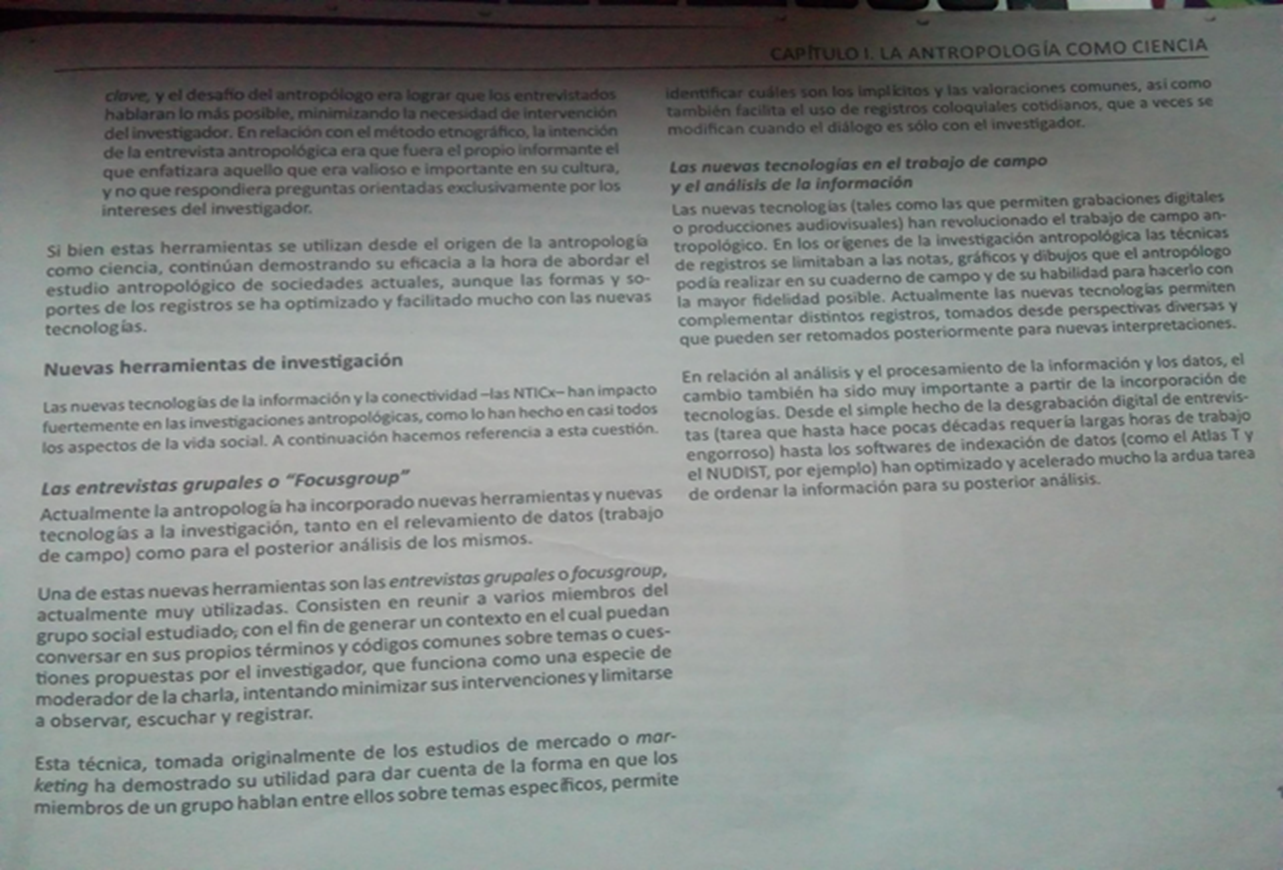 CAPÍTULO I. LA ANTROPOLOGÍA COMO CIENCIA
clave, y el desafío del antropólogo era lograr que los entrevistados
hablaran lo más posible, minimizando la necesidad de intervención
del investigador. En relación con el método etnográfico, la intención
de la entrevista antropológica era que fuera el propio informante el
que enfatizara aquello que era valioso e importante en su cultura,
y no que respondiera preguntas orientadas exclusivamente por los
intereses del investigador.
Si bien estas herramientas se utilizan desde el origen de la antropología
como ciencia, continúan demostrando su eficacia a la hora de abordar el
estudio antropológico de sociedades actuales, aunque las formas y so-
portes de los registros se ha optimizado y facilitado mucho con las nuevas
tecnologías.
Nuevas herramientas de investigación
Las nuevas tecnologías de la información y la conectividad –las NTICx– han impacto
fuertemente en las investigaciones antropológicas, como lo han hecho en casi todos
los aspectos de la vida social. A continuación hacemos referencia a esta cuestión.
Las entrevistas grupales o “Focusgroup”
Actualmente la antropología ha incorporado nuevas herramientas y nuevas
tecnologías a la investigación, tanto en el relevamiento de datos (trabajo
de campo) como para el posterior análisis de los mismos.
Una de estas nuevas herramientas son las entrevistas grupales o focusgroup,
actualmente muy utilizadas. Consisten en reunir a varios miembros del
grupo social estudiado, con el fin de generar un contexto en el cual puedan
conversar en sus propios términos y códigos comunes sobre temas o cues-
tiones propuestas por el investigador, que funciona como una especie de
moderador de la charla, intentando minimizar sus intervenciones y limitarse
a observar, escuchar y registrar.
Esta técnica, tomada originalmente de los estudios de mercado o mar-
keting ha demostrado su utilidad para dar cuenta de la forma en que los
miembros de un grupo hablan entre ellos sobre temas específicos, permite
identificar cuáles son los implícitos y las valoraciones comunes, así como
también facilita el uso de registros coloquiales cotidianos, que a veces se
modifican cuando el diálogo es sólo con el investigador.
Las nuevas tecnologías en el trabajo de campo
y el análisis de la información
Las nuevas tecnologías (tales como las que permiten grabaciones digitales
o producciones audiovisuales) han revolucionado el trabajo de campo an-
tropológico. En los orígenes de la investigación antropológica las técnicas
de registros se limitaban a las notas, gráficos y dibujos que el antropólogo
podía realizar en su cuaderno de campo y de su habilidad para hacerlo con
la mayor fidelidad posible. Actualmente las nuevas tecnologías permiten
complementar distintos registros, tomados desde perspectivas diversas y
que pueden ser retomados posteriormente para nuevas interpretaciones.
En relación al análisis y el procesamiento de la información y los datos, el
cambio también ha sido muy importante a partir de la incorporación de
tecnologías. Desde el simple hecho de la desgrabación digital de entrevis-
tas (tarea que hasta hace pocas décadas requería largas horas de trabajo
engorroso) hasta los softwares de indexación de datos (como el Atlas T y
el NUDIST, por ejemplo) han optimizado y acelerado mucho la ardua tarea
de ordenar la información para su posterior análisis.